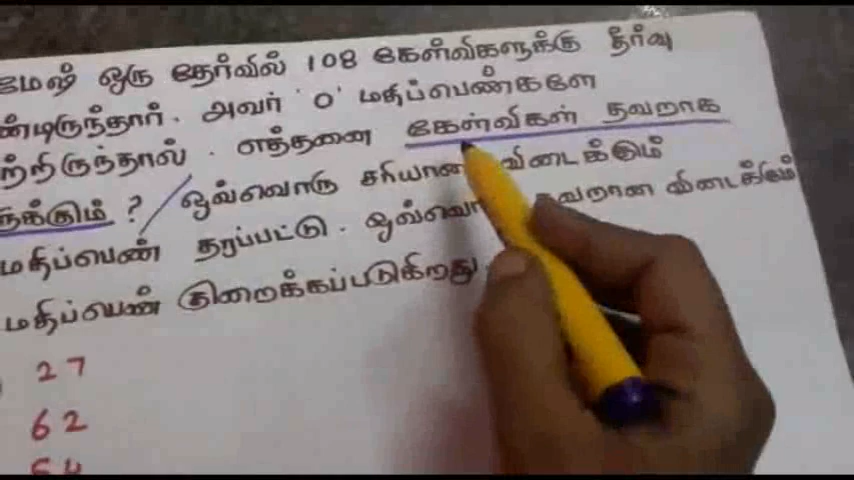 மேஷ் ஒரு தேர்வில் 108 கேள்விகளுக்கு தீர்வு
ண்டிருந்தார். அவர் '0' மதிப்பெண்களே
ற்றிருந்தால். எத்தனை கேள்விகள் தவறாக
ருக்கும் ? ஒவ்வொரு சரியான விடைக்கும்
மதிப்பெண் தரப்பட்டு. ஒவ்வொ தவறான விடைக்கும்
மதிப்பெண் குறைக்கப்படுகிறது.
27
62